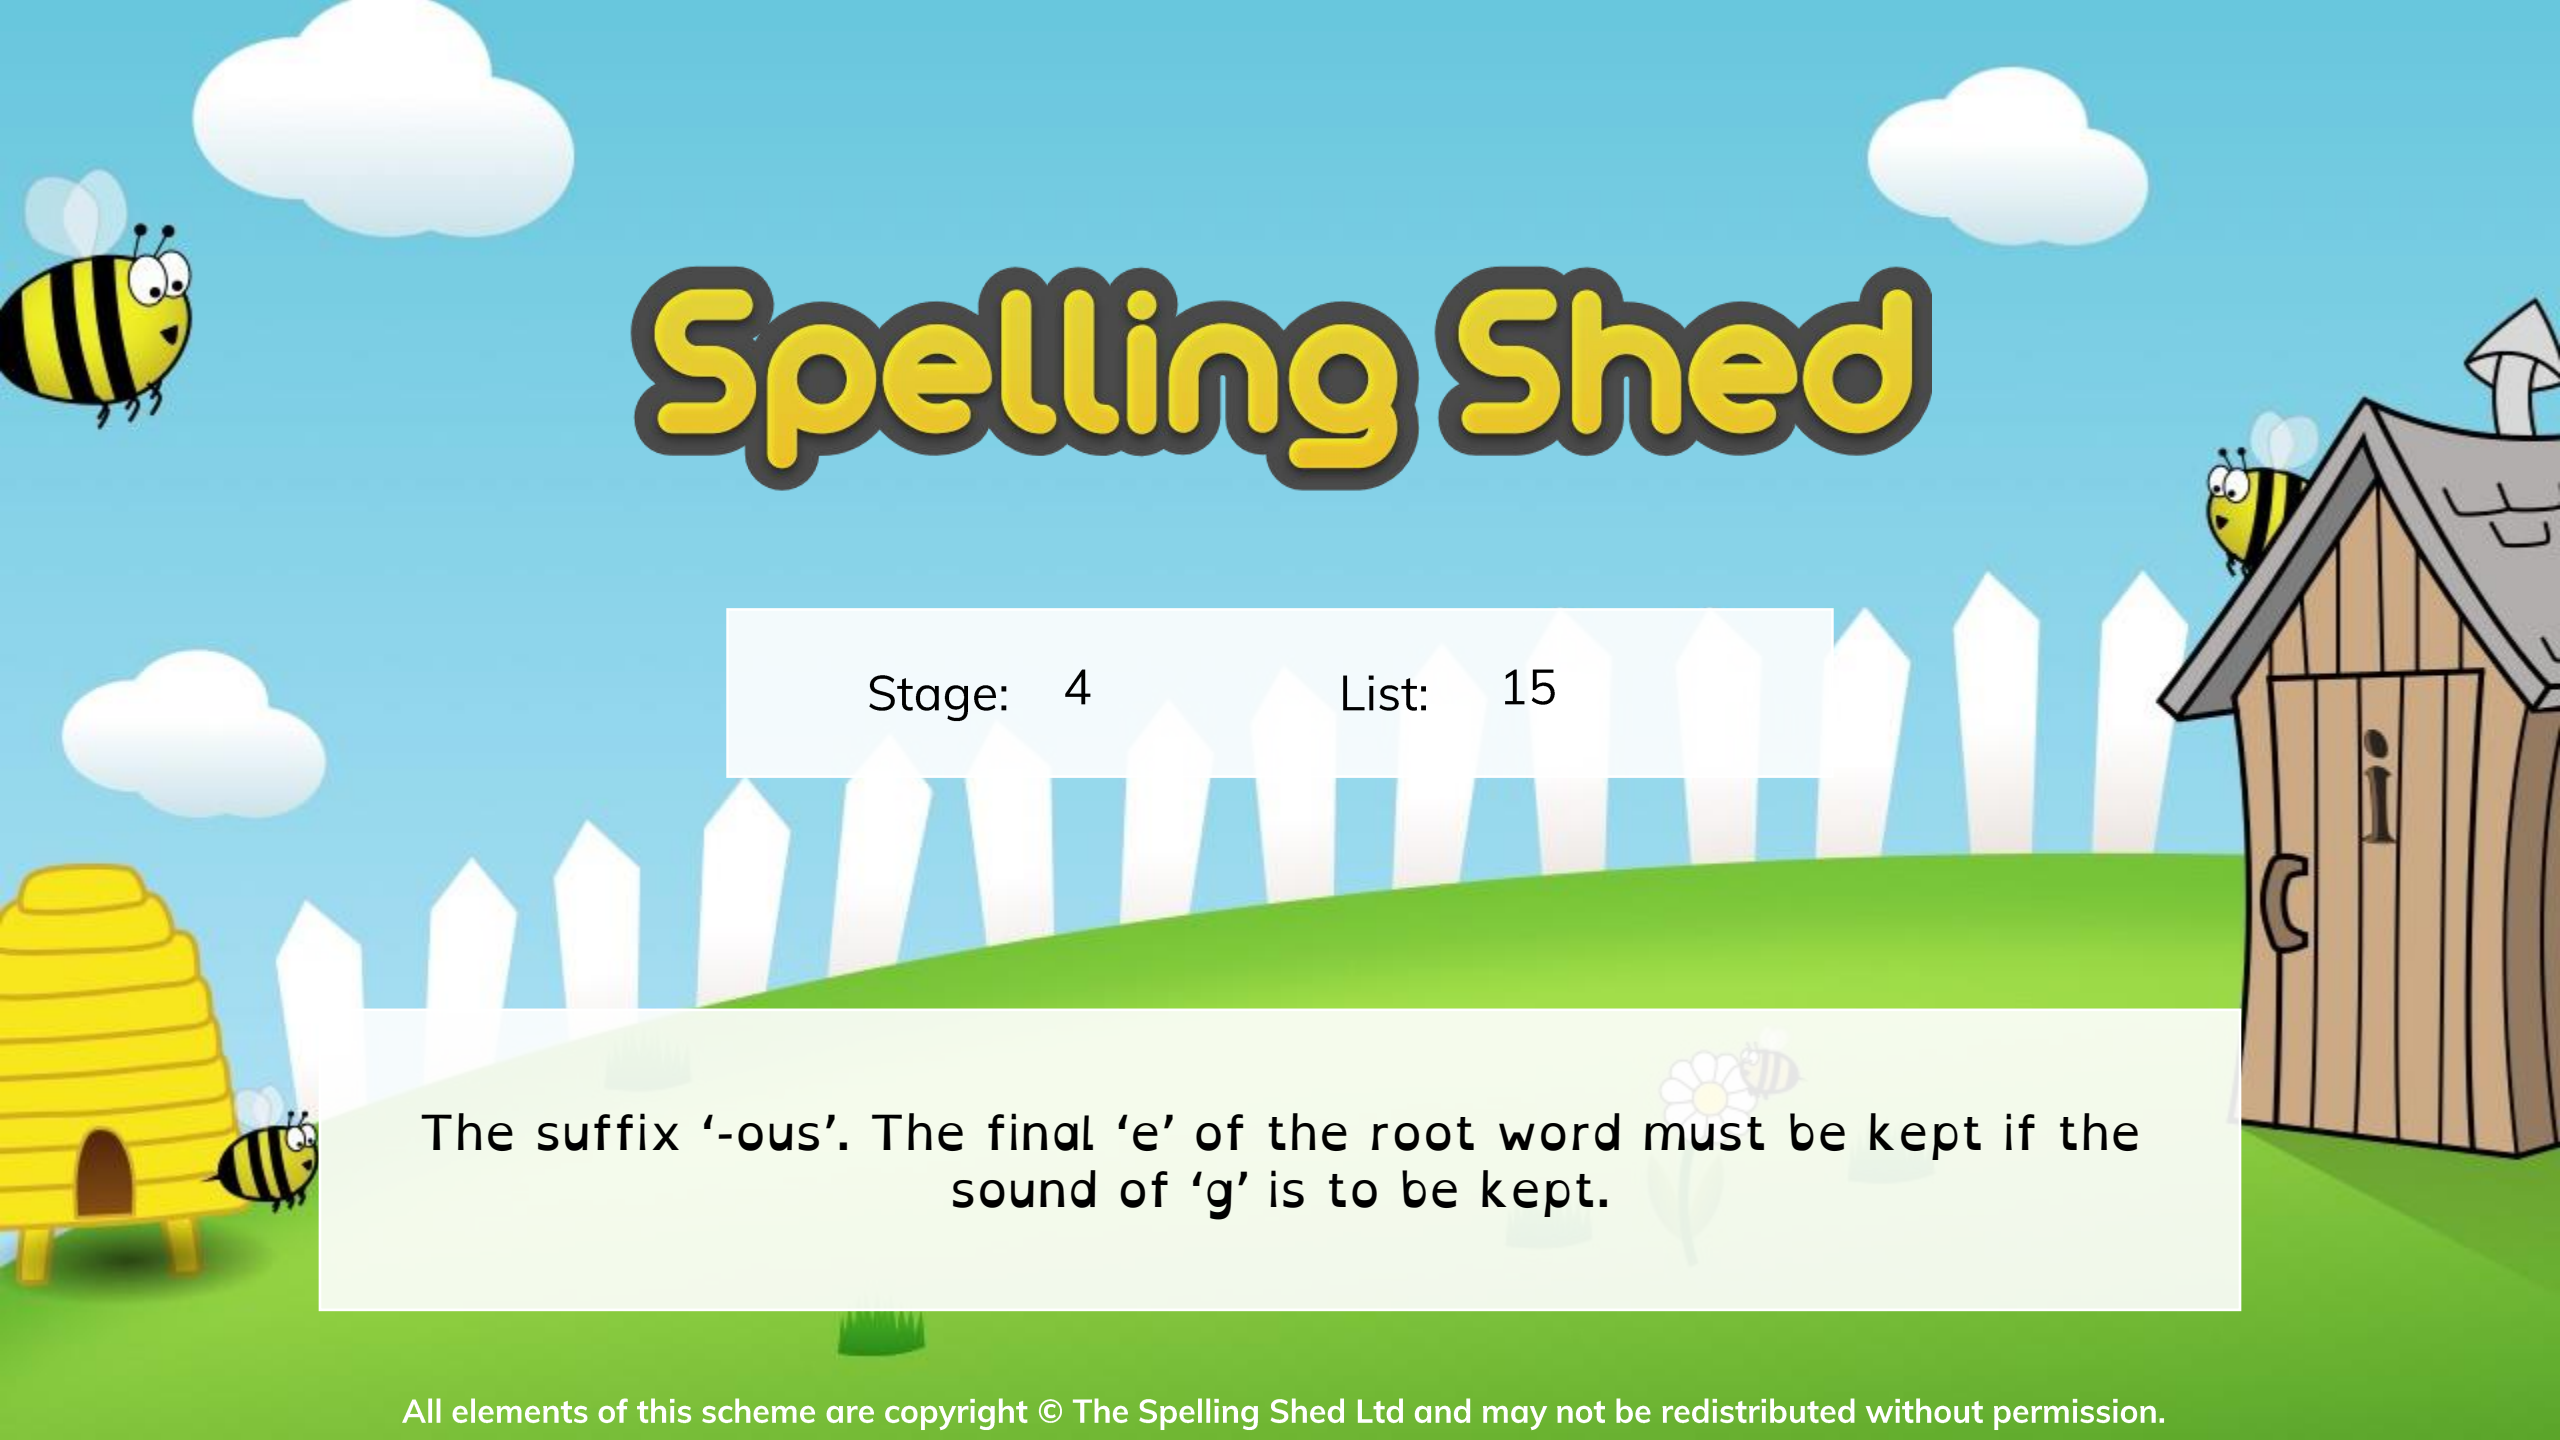 Spelling Shed
Stage: 4 List: 15
i
The suffix ‘-ous’. The final ‘e’ of the root word must be kept if the
sound of ‘g’ is to be kept.
All elements of this scheme are copyright © The Spelling Shed Ltd and may not be redistributed without permission.